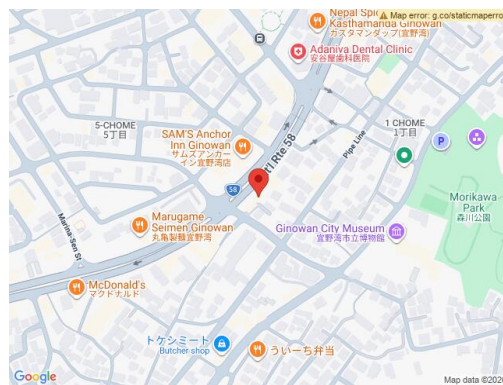 Nepal Spic
Map error: g.co/staticmaperro
Kasthamanda Ginowan
カスタマンダップ(宜野湾)
Adaniya Dental Clinic
安谷屋歯科医院
5-CHOME
5丁目
1 CHOME
1丁目
P
SAM'S Anchor
Inn Ginowan
サムズアンカー
イン宜野湾店
Int'l.Rte.58
Pipe Line
Morikawa
Park
森川公園
58
Marina-Sen St
Marugame
Seimen Ginowan
丸亀製麺宜野湾
Ginowan City Museum
宜野湾市立博物館
McDonald's
マクドナルド
トケシミート
Butcher shop
ういーち弁当
Google
Map data ©2026